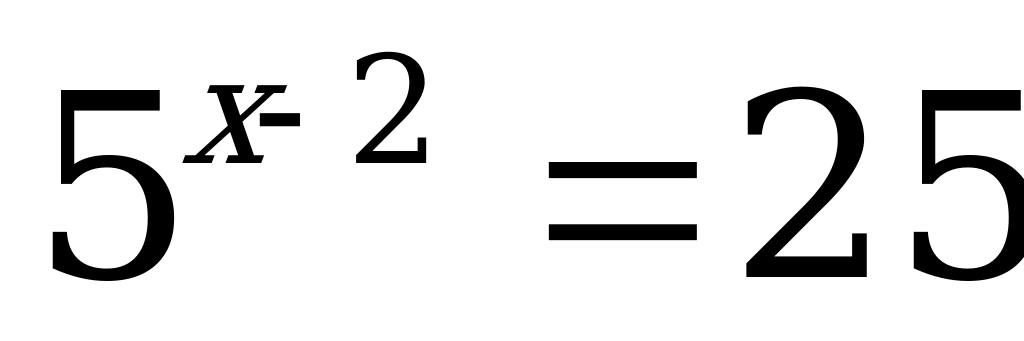 5^{x-2} = 25